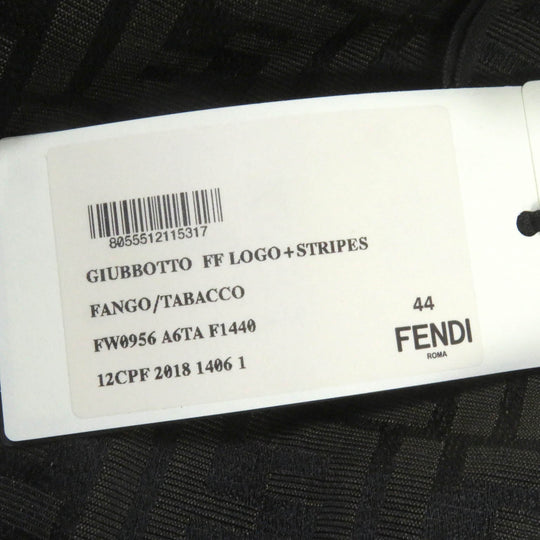 8055512115317
GIUBBOTTO FF LOGO+STRIPES
FANGO/TABACCO
FW0956 A6TA F1440
12CPF 2018 1406 1
44
FENDI
ROMA